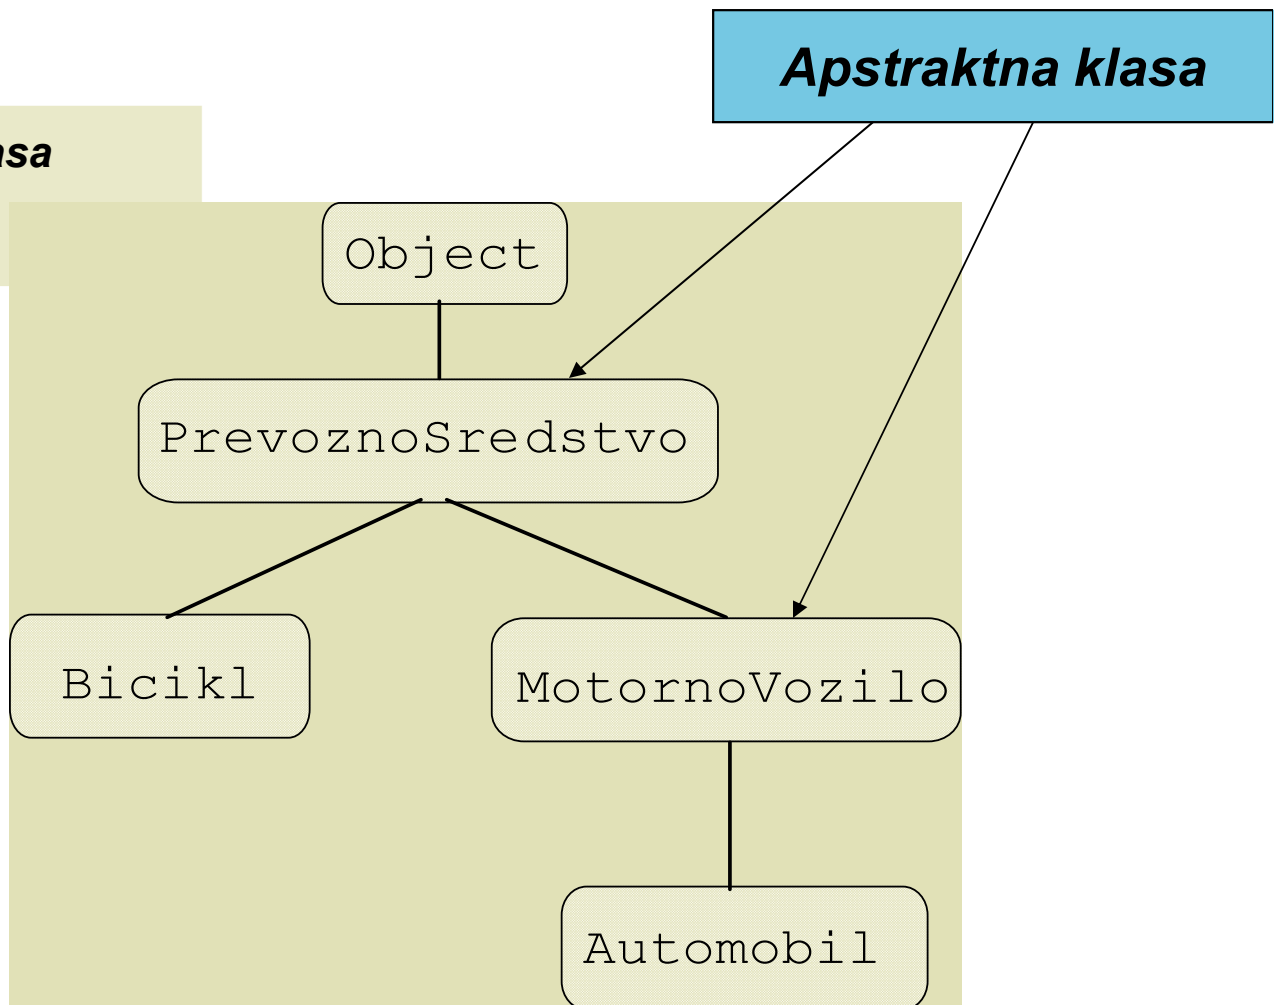 Apstraktna klasa
Object
PrevoznoSredstvo
Bicikl
MotornoVozilo
Automobil